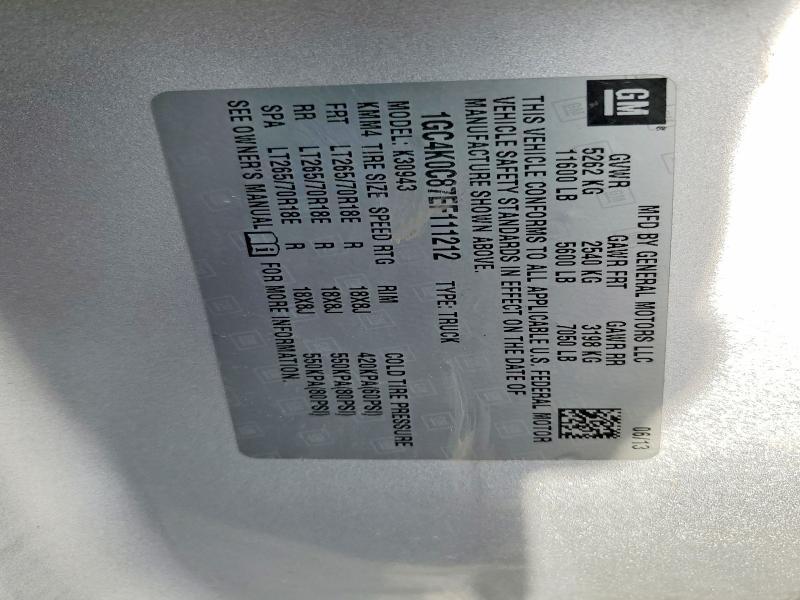 GM
MFD BY GENERAL MOTORS LLC 06/13
GVWR GAWR FRT GAWR RR
5262 KG 2540 KG 3198 KG
11600 LB 5600 LB 7050 LB
THIS VEHICLE CONFORMS TO ALL APPLICABLE U.S. FEDERAL MOTOR
VEHICLE SAFETY STANDARDS IN EFFECT ON THE DATE OF
MANUFACTURE SHOWN ABOVE.
1GC4K0C87EF111212 TYPE: TRUCK
MODEL: K30943
KMM4 TIRE SIZE SPEED RTG RIM COLD TIRE PRESSURE
FRT LT265/70R18E R 18X8J 420KPA(60PSI)
RR LT265/70R18E R 18X8J 550KPA(80PSI)
SPA LT265/70R18E R 18X8J 550KPA(80PSI)
SEE OWNER'S MANUAL FOR MORE INFORMATION.